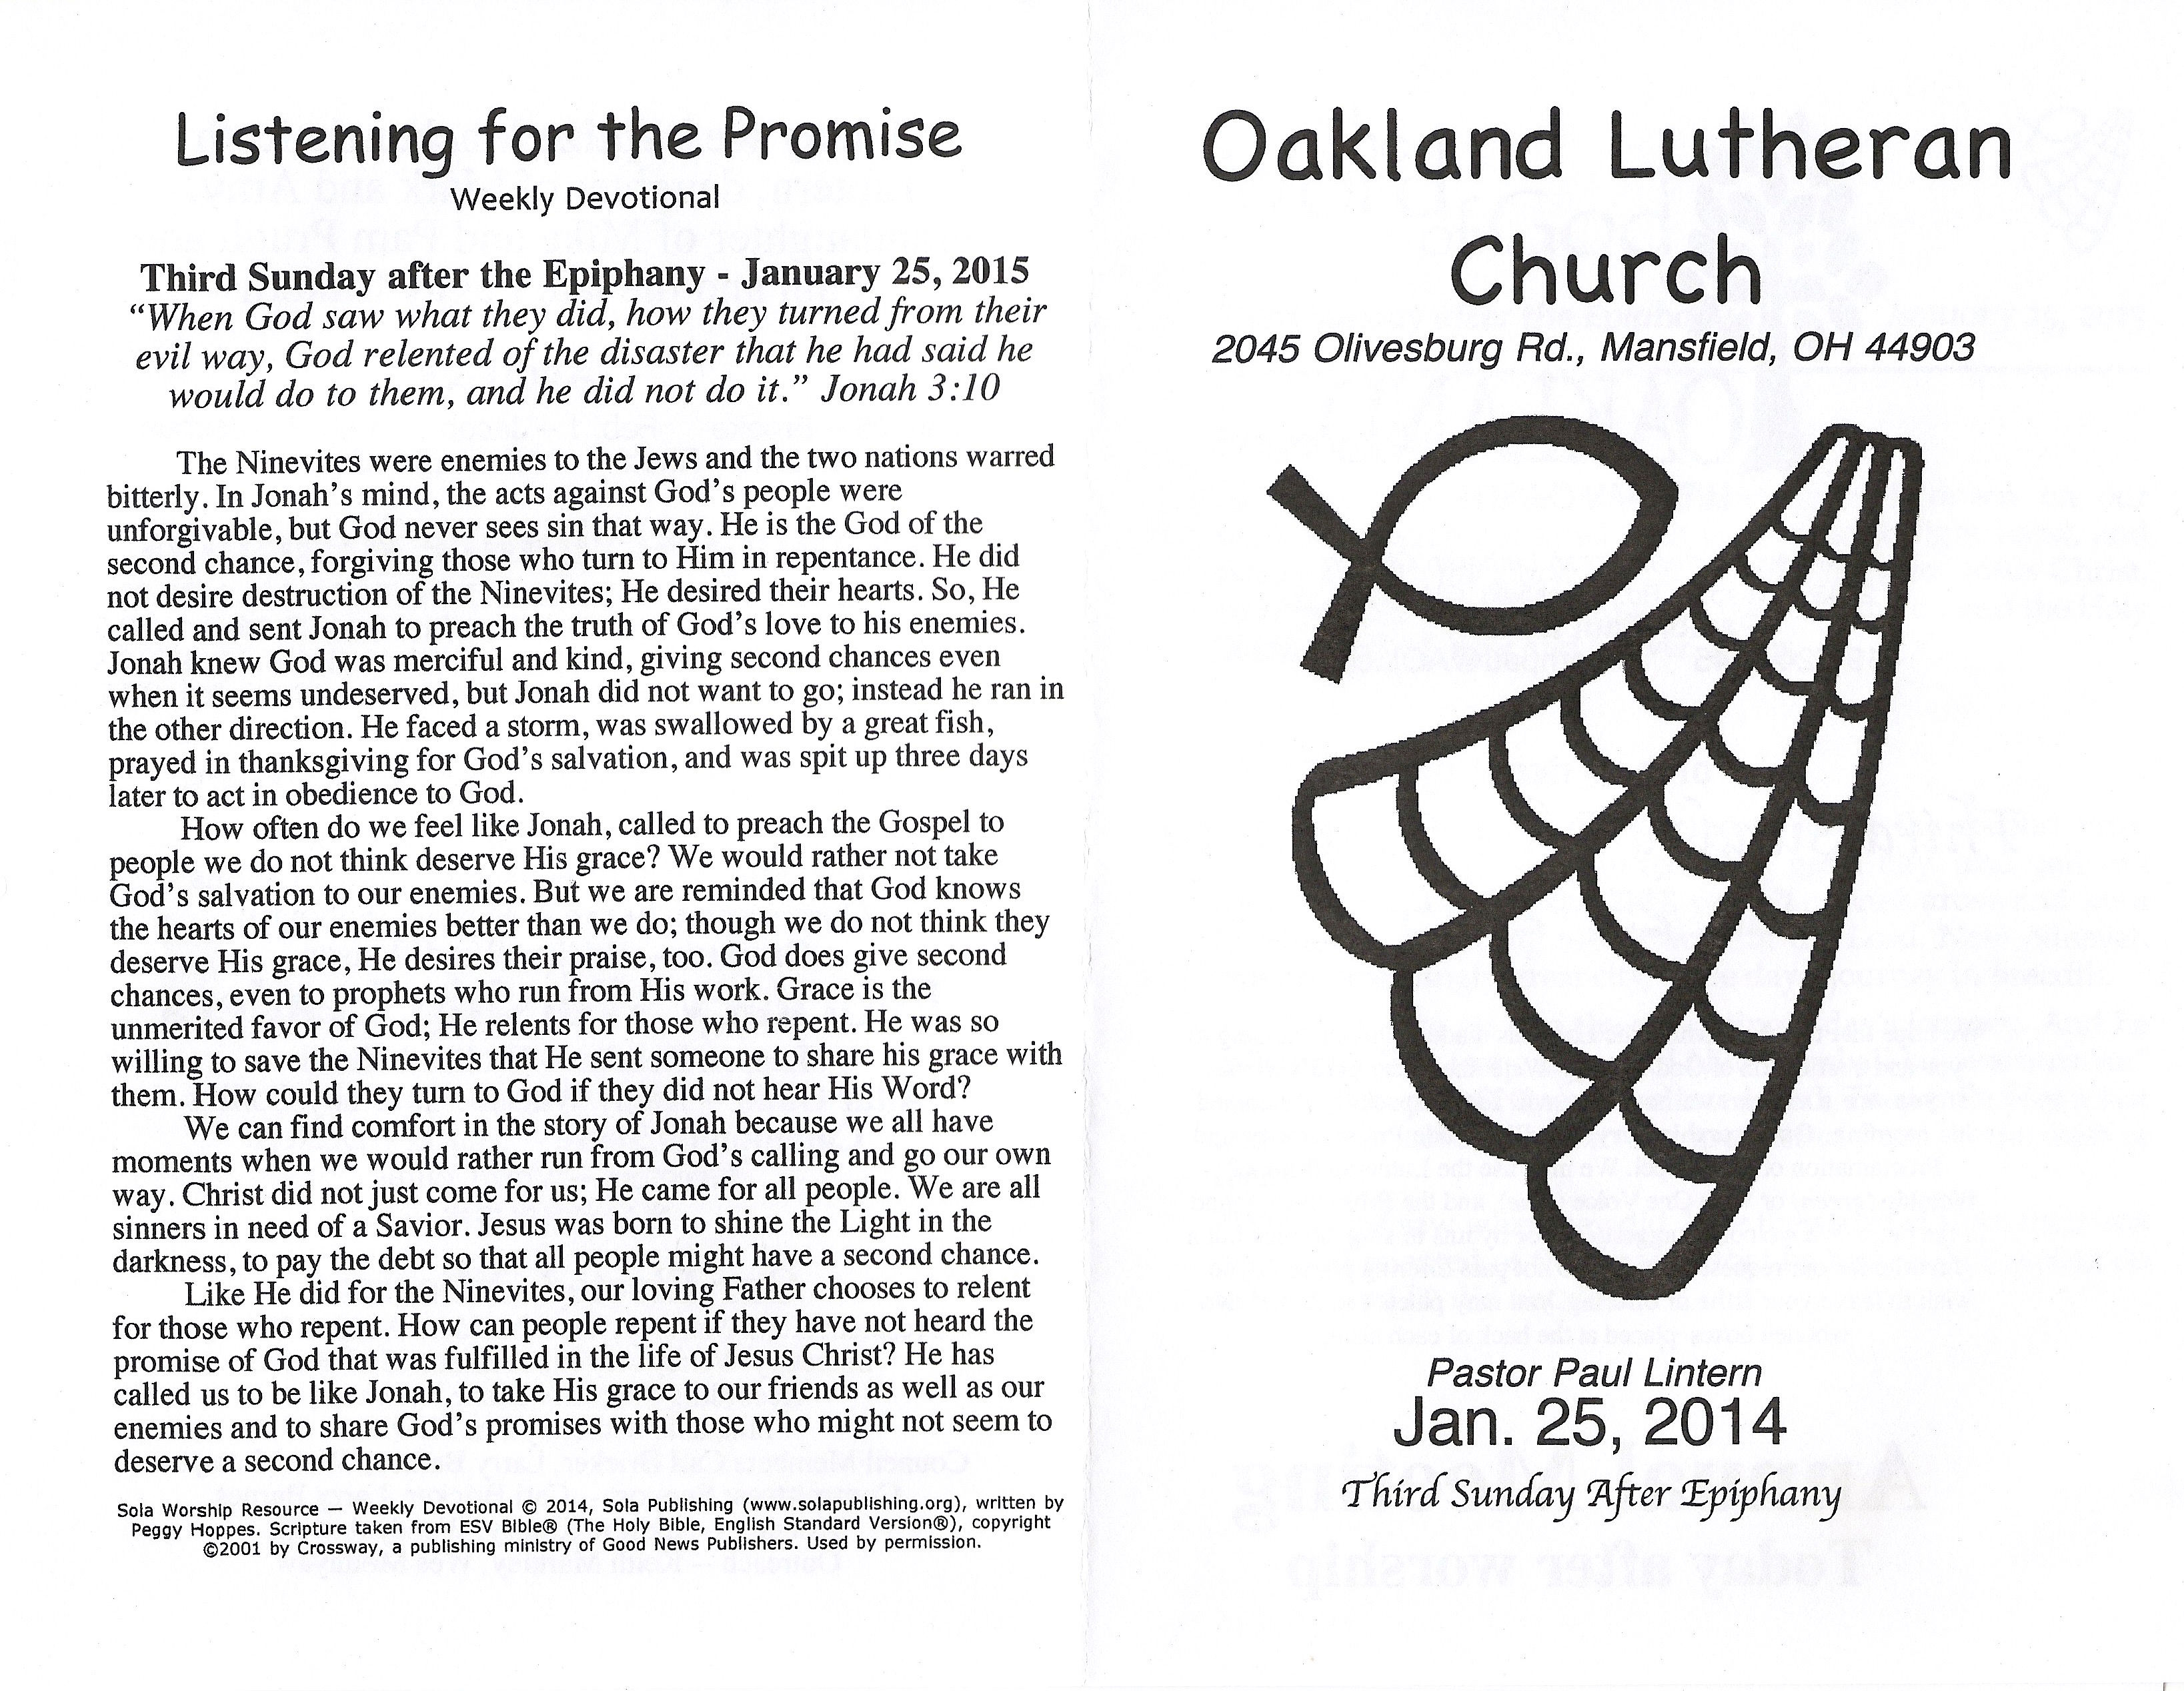 Listening for the Promise
Weekly Devotional
Third Sunday after the Epiphany - January 25, 2015
“When God saw what they did, how they turned from their
evil way, God relented of the disaster that he had said he
would do to them, and he did not do it.” Jonah 3:10
The Ninevites were enemies to the Jews and the two nations warred
bitterly. In Jonah’s mind, the acts against God’s people were
unforgivable, but God never sees sin that way. He is the God of the
second chance, forgiving those who turn to Him in repentance. He did
not desire destruction of the Ninevites; He desired their hearts. So, He
called and sent Jonah to preach the truth of God’s love to his enemies.
Jonah knew God was merciful and kind, giving second chances even
when it seems undeserved, but Jonah did not want to go; instead he ran in
the other direction. He faced a storm, was swallowed by a great fish,
prayed in thanksgiving for God’s salvation, and was spit up three days
later to act in obedience to God.
How often do we feel like Jonah, called to preach the Gospel to
people we do not think deserve His grace? We would rather not take
God’s salvation to our enemies. But we are reminded that God knows
the hearts of our enemies better than we do; though we do not think they
deserve His grace, He desires their praise, too. God does give second
chances, even to prophets who run from His work. Grace is the
unmerited favor of God; He relents for those who repent. He was so
willing to save the Ninevites that He sent someone to share his grace with
them. How could they turn to God if they did not hear His Word?
We can find comfort in the story of Jonah because we all have
moments when we would rather run from God’s calling and go our own
way. Christ did not just come for us; He came for all people. We are all
sinners in need of a Savior. Jesus was born to shine the Light in the
darkness, to pay the debt so that all people might have a second chance.
Like He did for the Ninevites, our loving Father chooses to relent
for those who repent. How can people repent if they have not heard the
promise of God that was fulfilled in the life of Jesus Christ? He has
called us to be like Jonah, to take His grace to our friends as well as our
enemies and to share God’s promises with those who might not seem to
deserve a second chance.
Sola Worship Resource — Weekly Devotional © 2014, Sola Publishing (www.solapublishing.org), written by
Peggy Hoppes. Scripture taken from ESV Bible® (The Holy Bible, English Standard Version®), copyright
©2001 by Crossway, a publishing ministry of Good News Publishers. Used by permission.
Oakland Lutheran
Church
2045 Olivesburg Rd., Mansfield, OH 44903
Pastor Paul Lintern
Jan. 25, 2014
Third Sunday After Epiphany